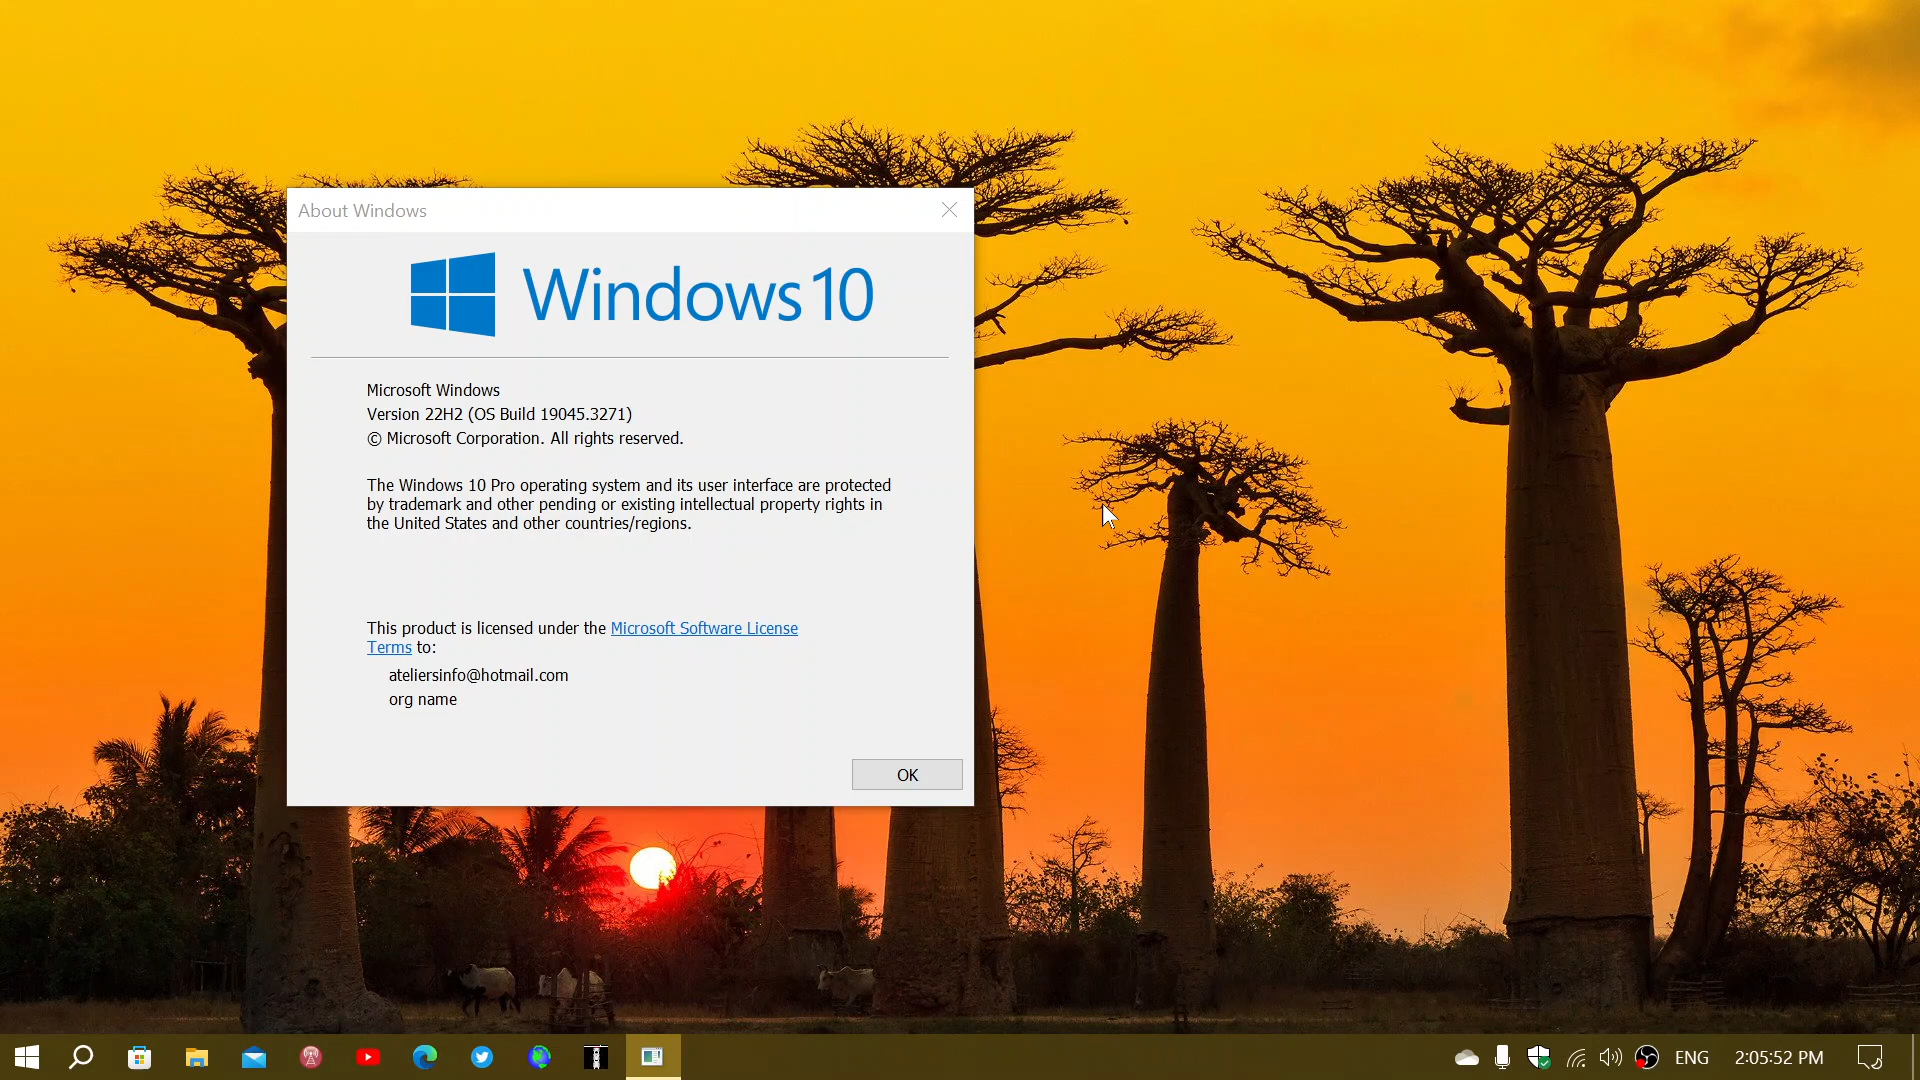 About Windows
Windows 10
Microsoft Windows
Version 22H2 (OS Build 19045.3271)
© Microsoft Corporation. All rights reserved.
The Windows 10 Pro operating system and its user interface are protected
by trademark and other pending or existing intellectual property rights in
the United States and other countries/regions.
This product is licensed under the Microsoft Software License
Terms to:
ateliersinfo@hotmail.com
org name
OK
ENG
2:05:52 PM